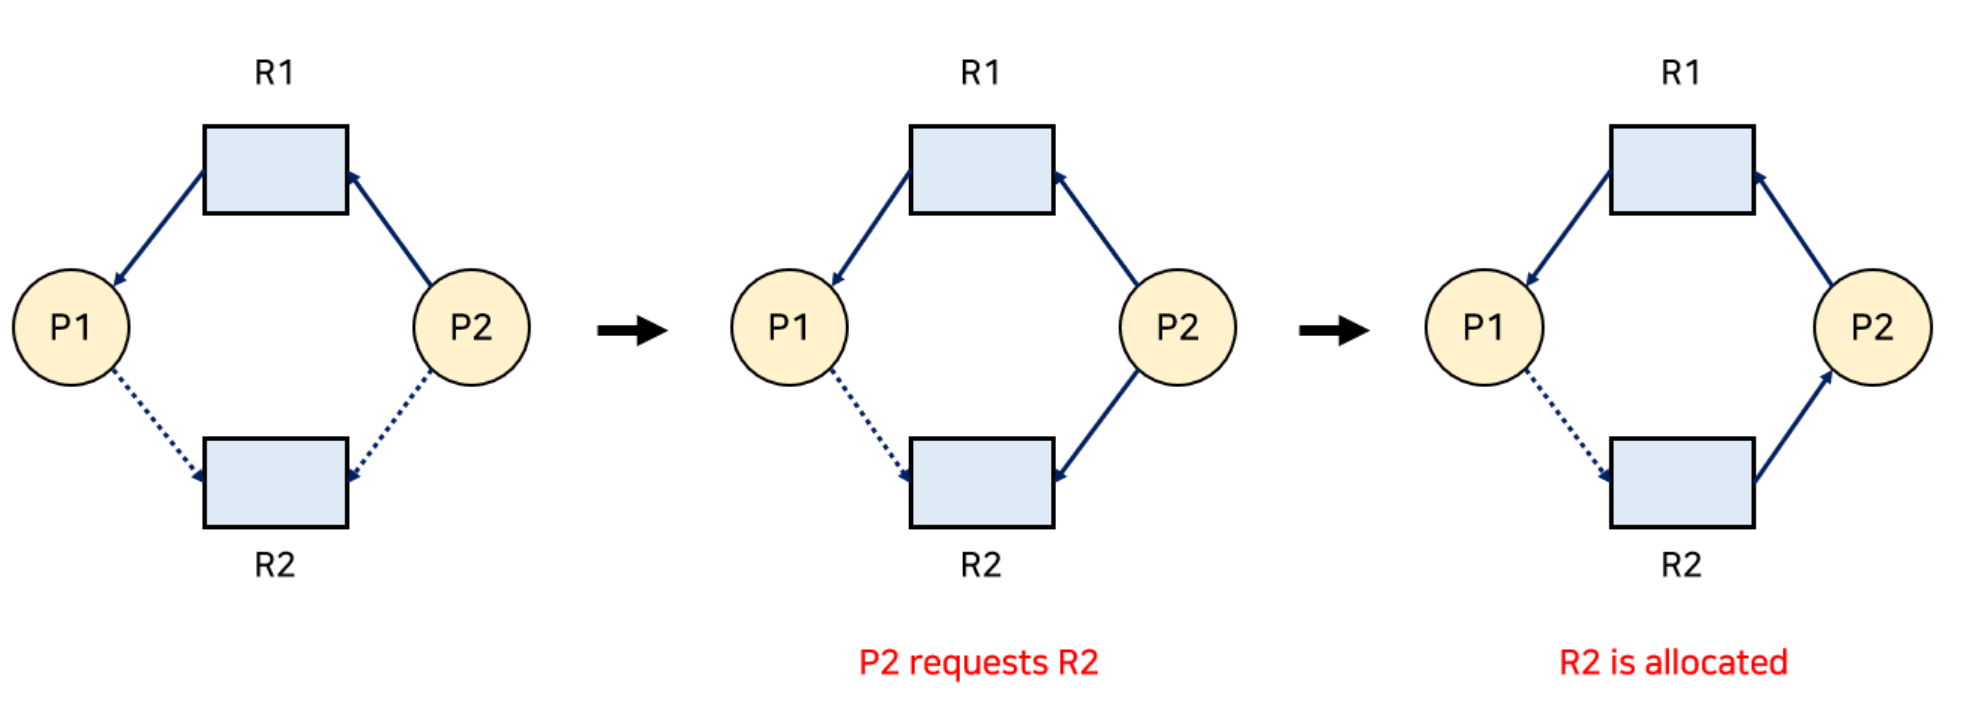 R1
R1
R1
P1
P2
P1
P2
P1
P2
R2
R2
R2
P2 requests R2
R2 is allocated